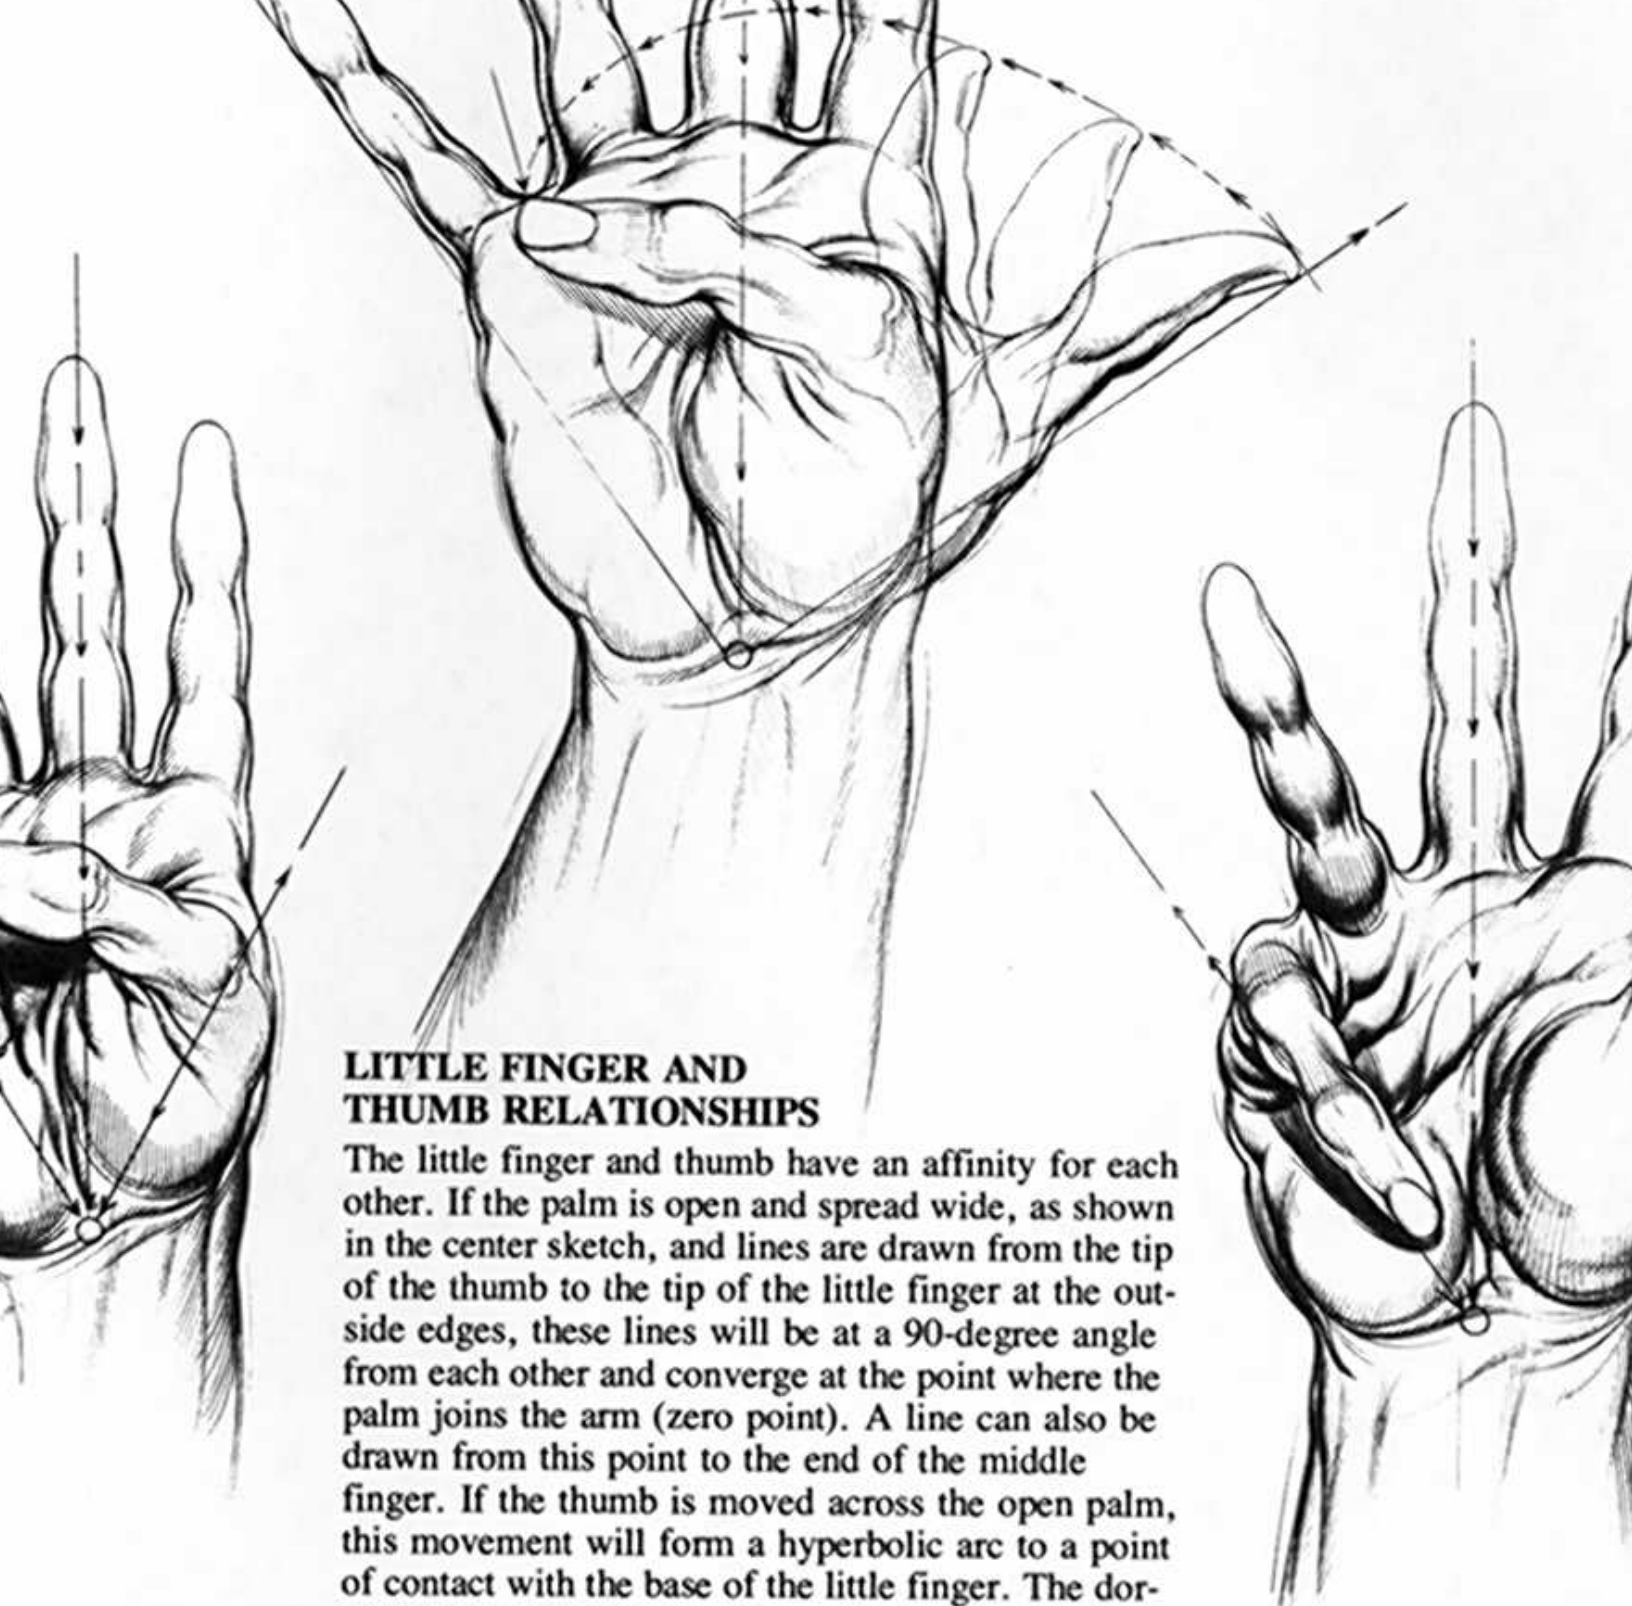 LITTLE FINGER AND
THUMB RELATIONSHIPS
The little finger and thumb have an affinity for each
other. If the palm is open and spread wide, as shown
in the center sketch, and lines are drawn from the tip
of the thumb to the tip of the little finger at the out-
side edges, these lines will be at a 90-degree angle
from each other and converge at the point where the
palm joins the arm (zero point). A line can also be
drawn from this point to the end of the middle
finger. If the thumb is moved across the open palm,
this movement will form a hyperbolic arc to a point
of contact with the base of the little finger. The dor-